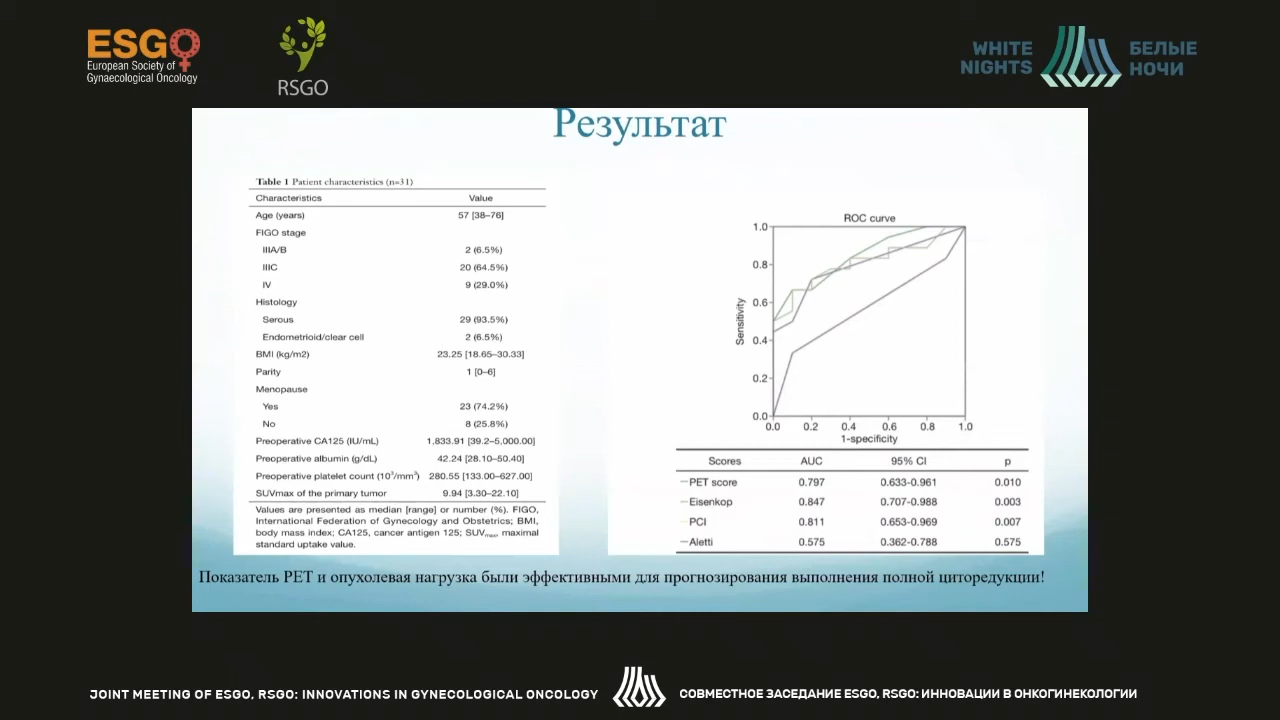 ESGO
European Society of
Gynaecological Oncology
RSGO
WHITE
NIGHTS
БЕЛЫЕ
НОЧИ
Результат
Table 1 Patient characteristics (n=31)
Characteristics Value
Age (years) 57 [38–76]
FIGO stage
IIIA/B 2 (6.5%)
IIIC 20 (64.5%)
IV 9 (29.0%)
Histology
Serous 29 (93.5%)
Endometrioid/clear cell 2 (6.5%)
BMI (kg/m2) 23.25 [18.65–30.33]
Parity 1 [0–6]
Menopause
Yes 23 (74.2%)
No 8 (25.8%)
Preoperative CA125 (IU/mL) 1,833.91 [39.2–5,000.00]
Preoperative albumin (g/dL) 42.24 [28.10–50.40]
Preoperative platelet count (10³/mm³) 280.55 [133.00–627.00]
SUVmax of the primary tumor 9.94 [3.30–22.10]
Values are presented as median [range] or number (%). FIGO,
International Federation of Gynecology and Obstetrics; BMI,
body mass index; CA125, cancer antigen 125; SUVmax, maximal
standard uptake value.
ROC curve
Sensitivity
1.0
0.8
0.6
0.4
0.2
0.0
0.0 0.2 0.4 0.6 0.8 1.0
1-specificity
Scores AUC 95% CI p
PET score 0.797 0.633-0.961 0.010
Eisenkop 0.847 0.707-0.988 0.003
PCI 0.811 0.653-0.969 0.007
Aletti 0.575 0.362-0.788 0.575
Показатель PET и опухолевая нагрузка были эффективными для прогнозирования выполнения полной циторедукции!
JOINT MEETING OF ESGO, RSGO: INNOVATIONS IN GYNECOLOGICAL ONCOLOGY
СОВМЕСТНОЕ ЗАСЕДАНИЕ ESGO, RSGO: ИННОВАЦИИ В ОНКОГИНЕКОЛОГИИ